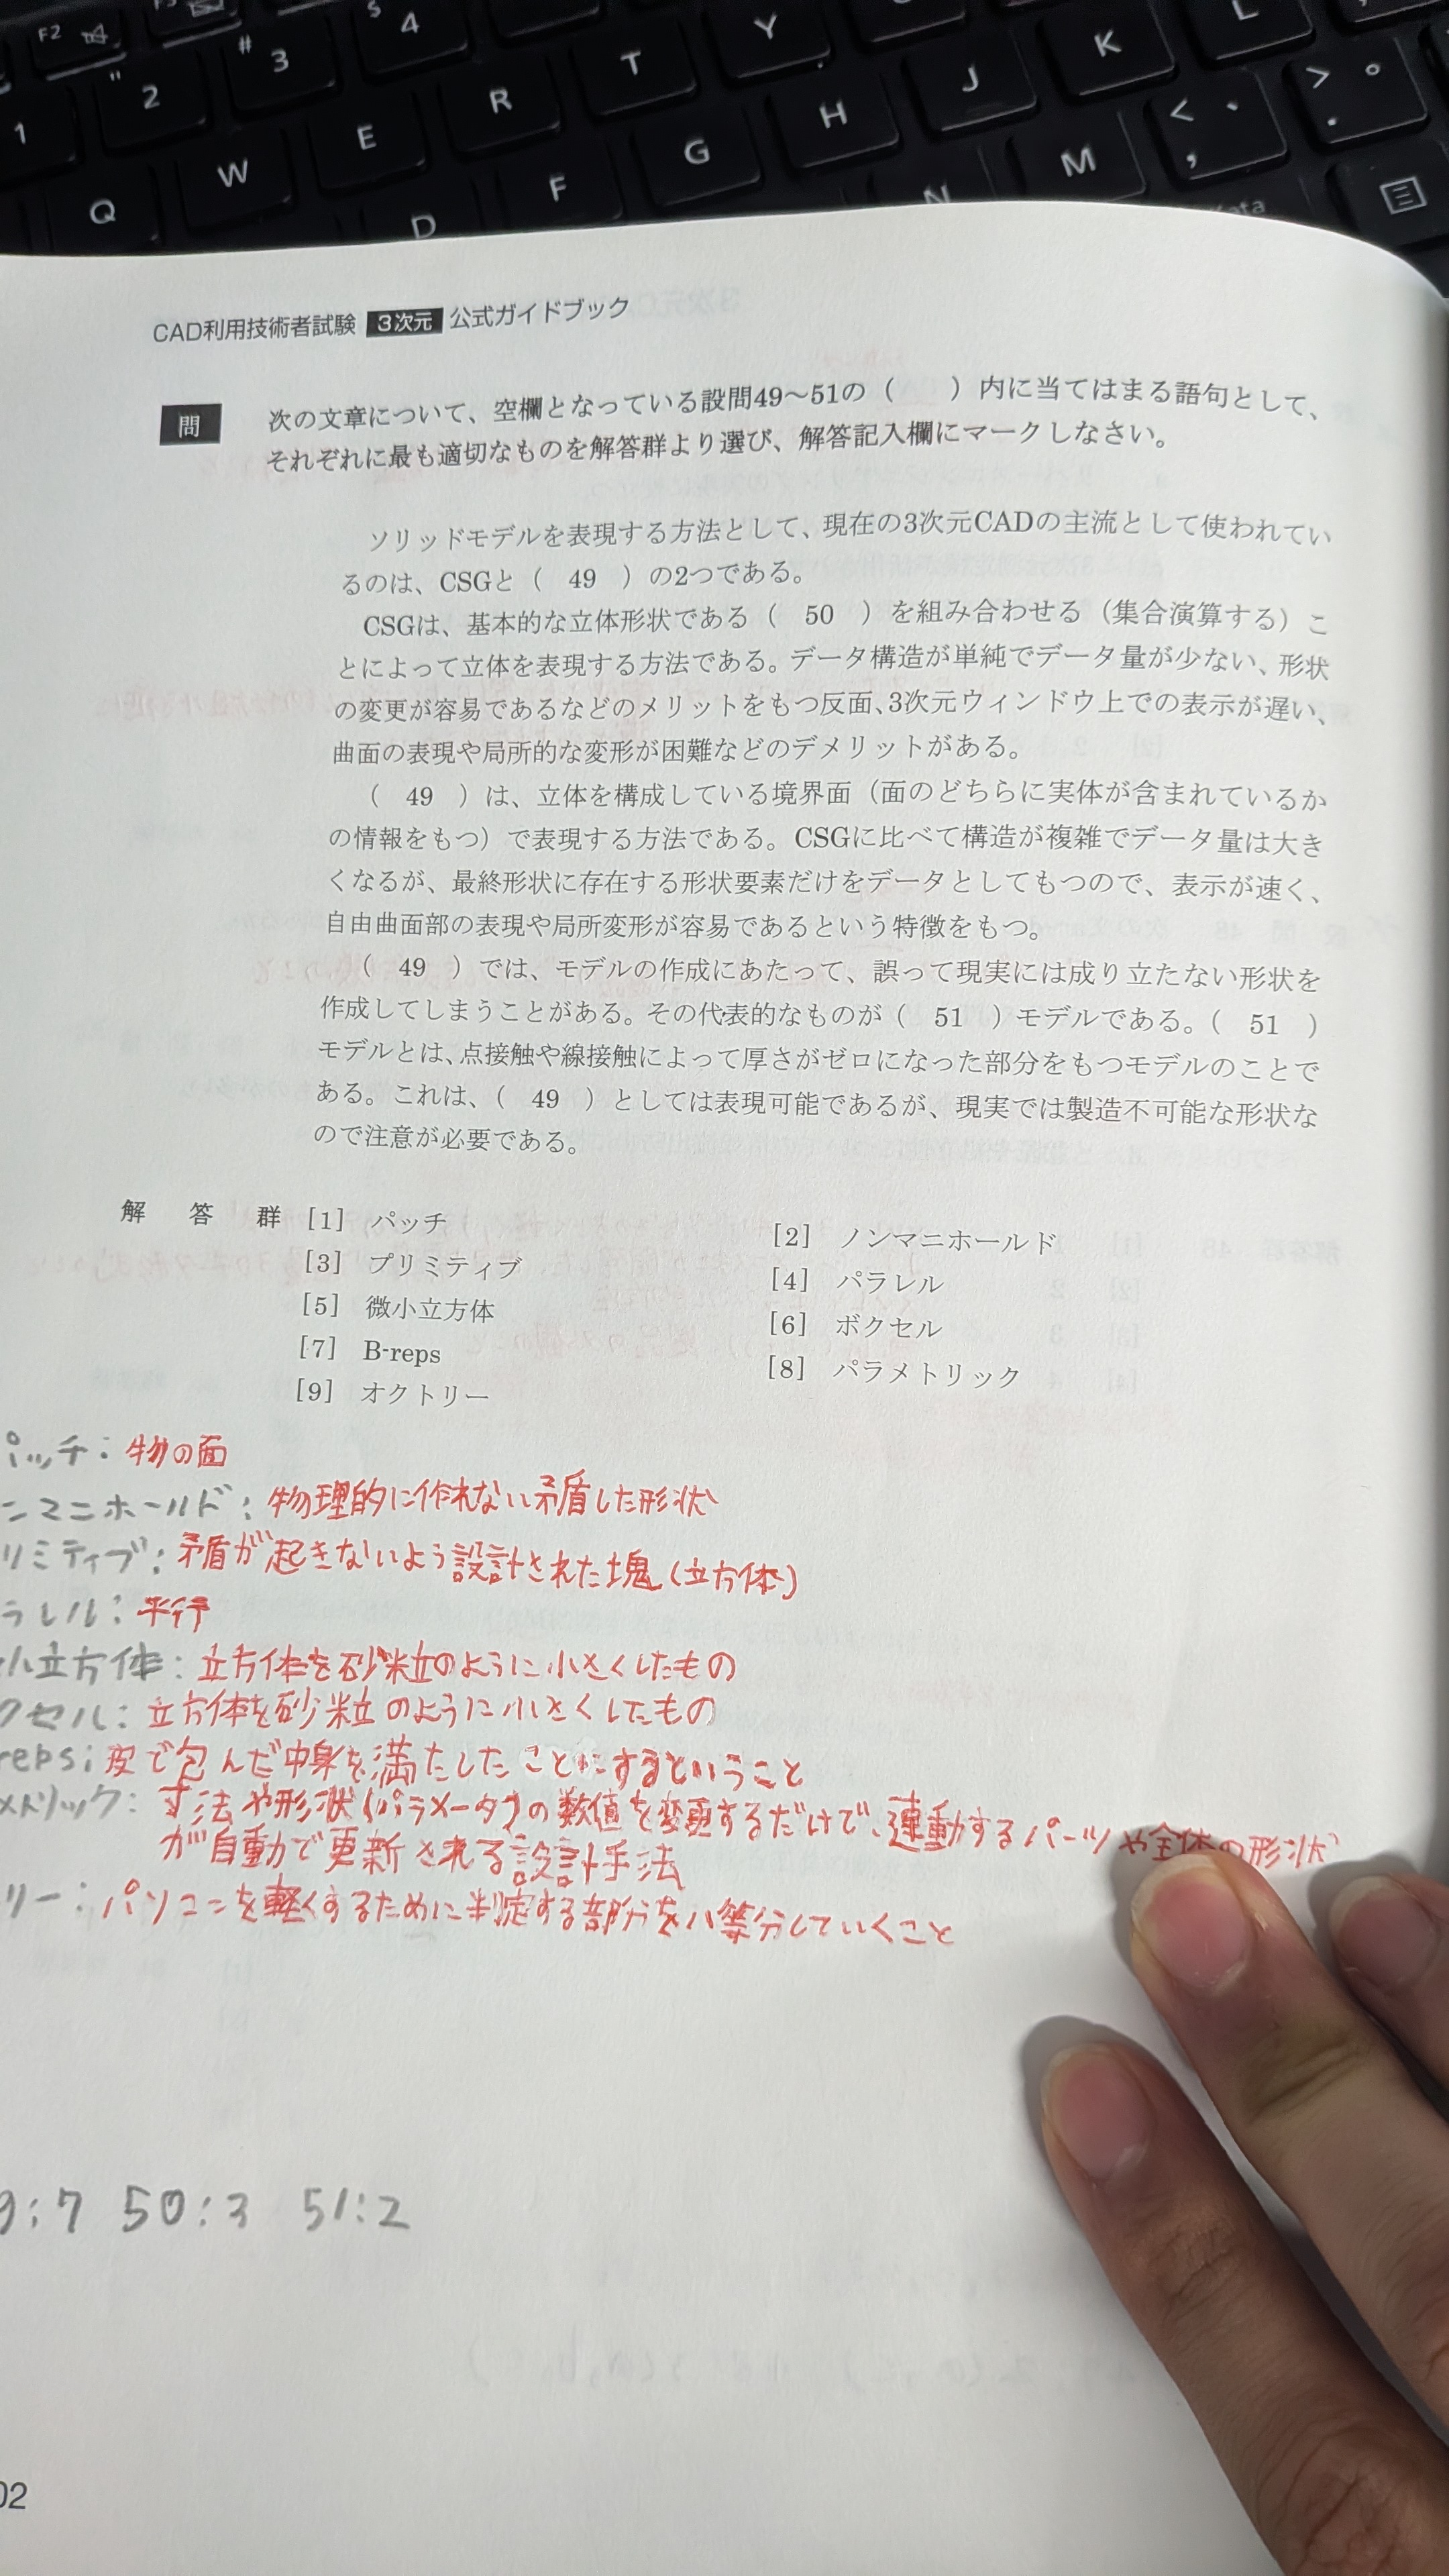 F2
$
4
#
3
"
2
1
Q
W
E
R
T
Y
D
F
G
H
J
K
L
N
M
<
,
>
.
CAD利用技術者試験 3次元 公式ガイドブック
問 次の文章について、空欄となっている設問49〜51の（　　）内に当てはまる語句として、
それぞれに最も適切なものを解答群より選び、解答記入欄にマークしなさい。
ソリッドモデルを表現する方法として、現在の3次元CADの主流として使われてい
るのは、CSGと（ 49 ）の2つである。
CSGは、基本的な立体形状である（ 50 ）を組み合わせる（集合演算する）こ
とによって立体を表現する方法である。データ構造が単純でデータ量が少ない、形状
の変更が容易であるなどのメリットをもつ反面、3次元ウィンドウ上での表示が遅い、
曲面の表現や局所的な変形が困難などのデメリットがある。
（ 49 ）は、立体を構成している境界面（面のどちらに実体が含まれているか
の情報をもつ）で表現する方法である。CSGに比べて構造が複雑でデータ量は大き
くなるが、最終形状に存在する形状要素だけをデータとしてもつので、表示が速く、
自由曲面部の表現や局所変形が容易であるという特徴をもつ。
（ 49 ）では、モデルの作成にあたって、誤って現実には成り立たない形状を
作成してしまうことがある。その代表的なものが（ 51 ）モデルである。（ 51 ）
モデルとは、点接触や線接触によって厚さがゼロになった部分をもつモデルのことで
ある。これは、（ 49 ）としては表現可能であるが、現実では製造不可能な形状な
ので注意が必要である。
解 答 群 [1] パッチ [2] ノンマニホールド
[3] プリミティブ [4] パラレル
[5] 微小立方体 [6] ボクセル
[7] B-reps [8] パラメトリック
[9] オクトリー
パッチ：物の面
ンマニホールド：物理的に作れない矛盾した形状
リミティブ：矛盾が起きないよう設計された塊(立方体)
ラレル：平行
小立方体：立方体を砂粒のように小さくしたもの
クセル：立方体を砂粒のように小さくしたもの
reps：皮で包んだ中身を満たしたことにするということ
メトリック：寸法や形状(パラメータ)の数値を変更するだけで、連動するパーツや全体の形状
が自動で更新される設計手法
リー：パソコンを軽くするために判定する部分を八等分していくこと
9:7 50:3 51:2
02